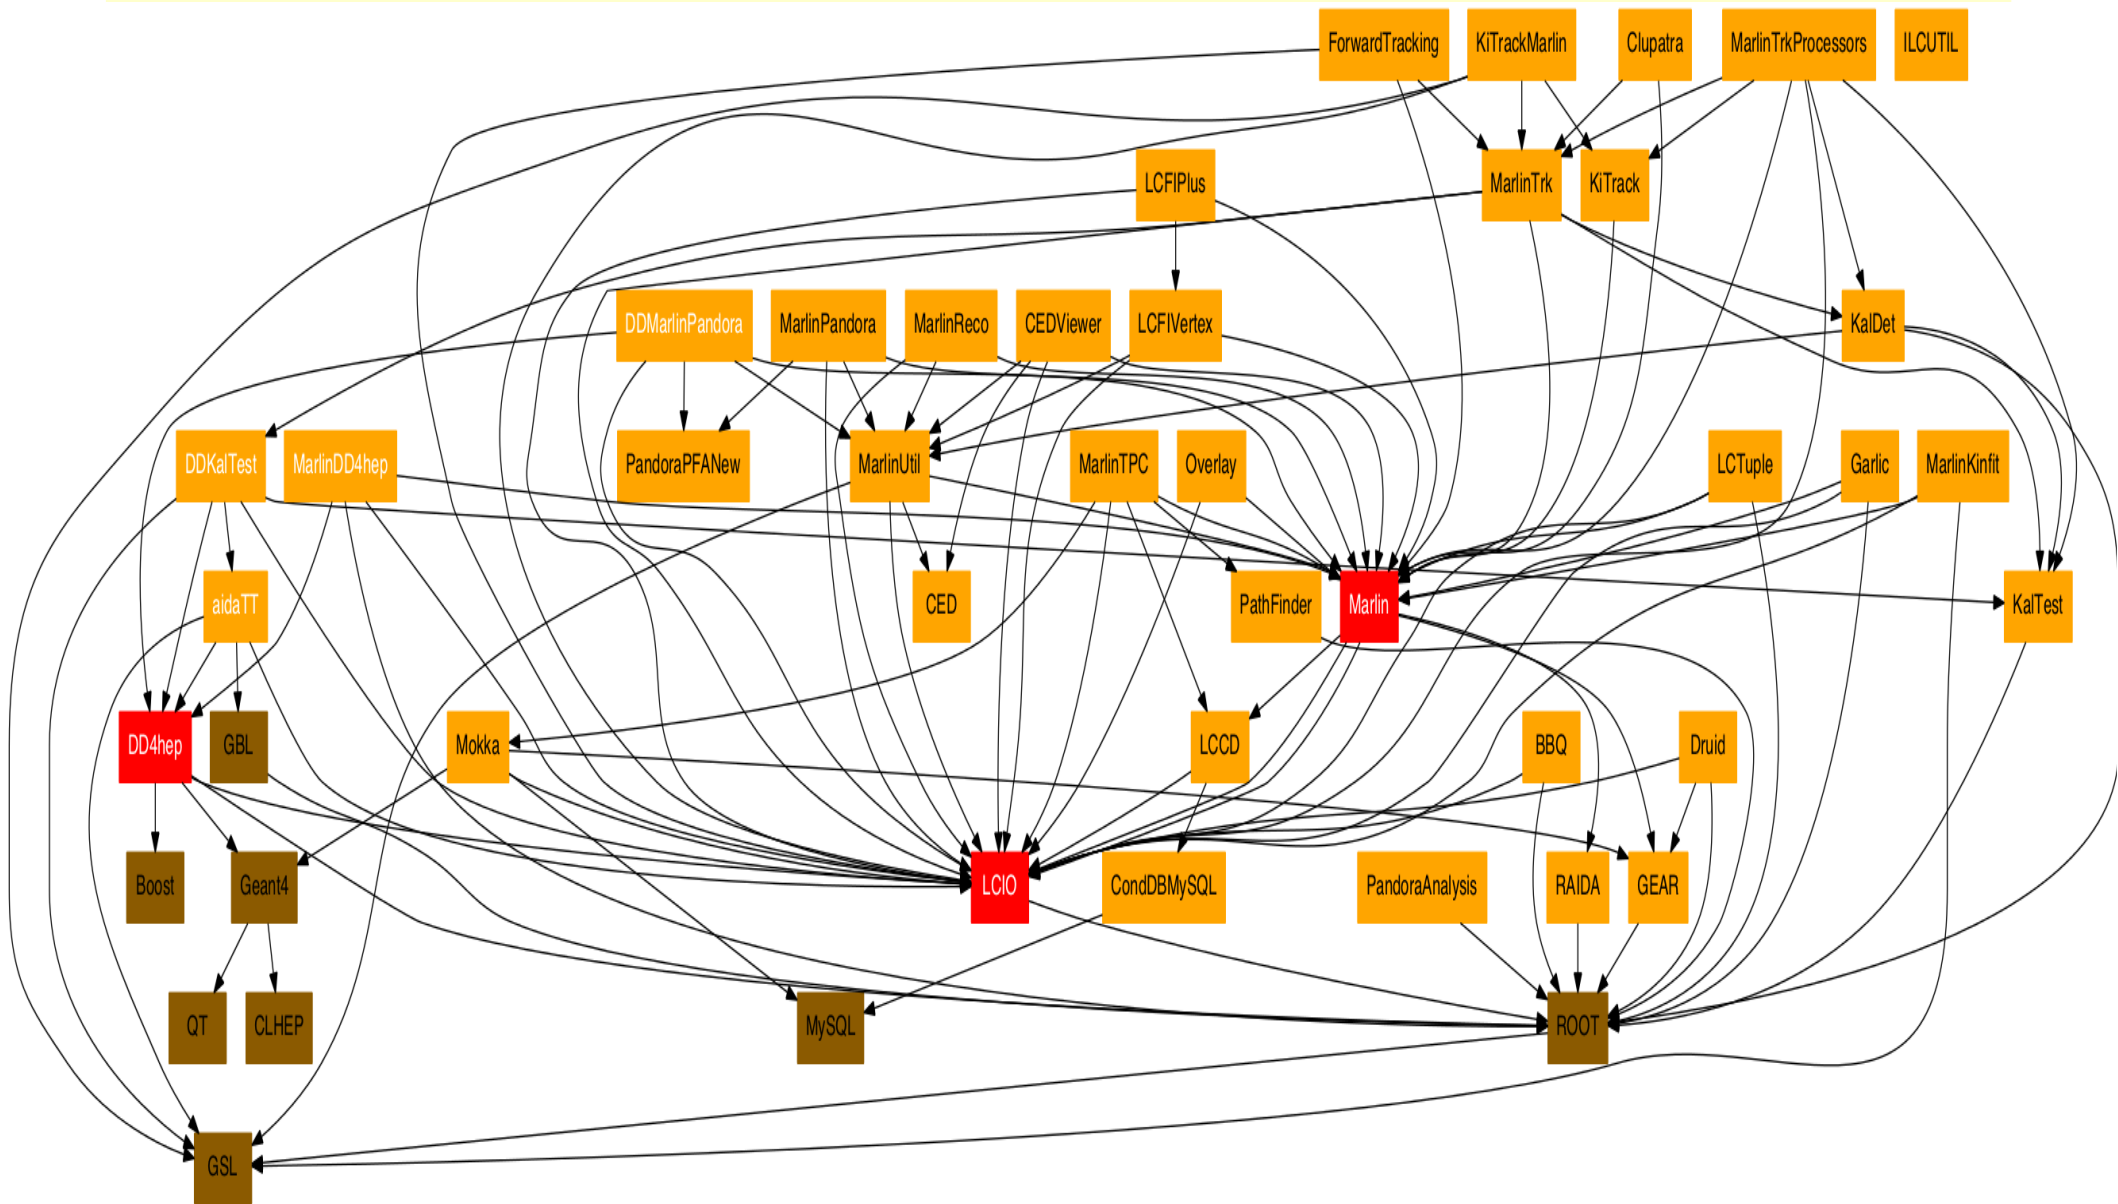 ForwardTracking
KiTrackMarlin
Clupatra
MarlinTrkProcessors
ILCUTIL
LCFIPlus
MarlinTrk
KiTrack
DDMarlinPandora
MarlinPandora
MarlinReco
CEDViewer
LCFIVertex
KalDet
DDKalTest
MarlinDD4hep
PandoraPFANew
MarlinUtil
MarlinTPC
Overlay
LCTuple
Garlic
MarlinKinfit
aidaTT
CED
PathFinder
Marlin
KalTest
DD4hep
GBL
Mokka
LCCD
BBQ
Druid
Boost
Geant4
LCIO
CondDBMySQL
PandoraAnalysis
RAIDA
GEAR
QT
CLHEP
MySQL
ROOT
GSL